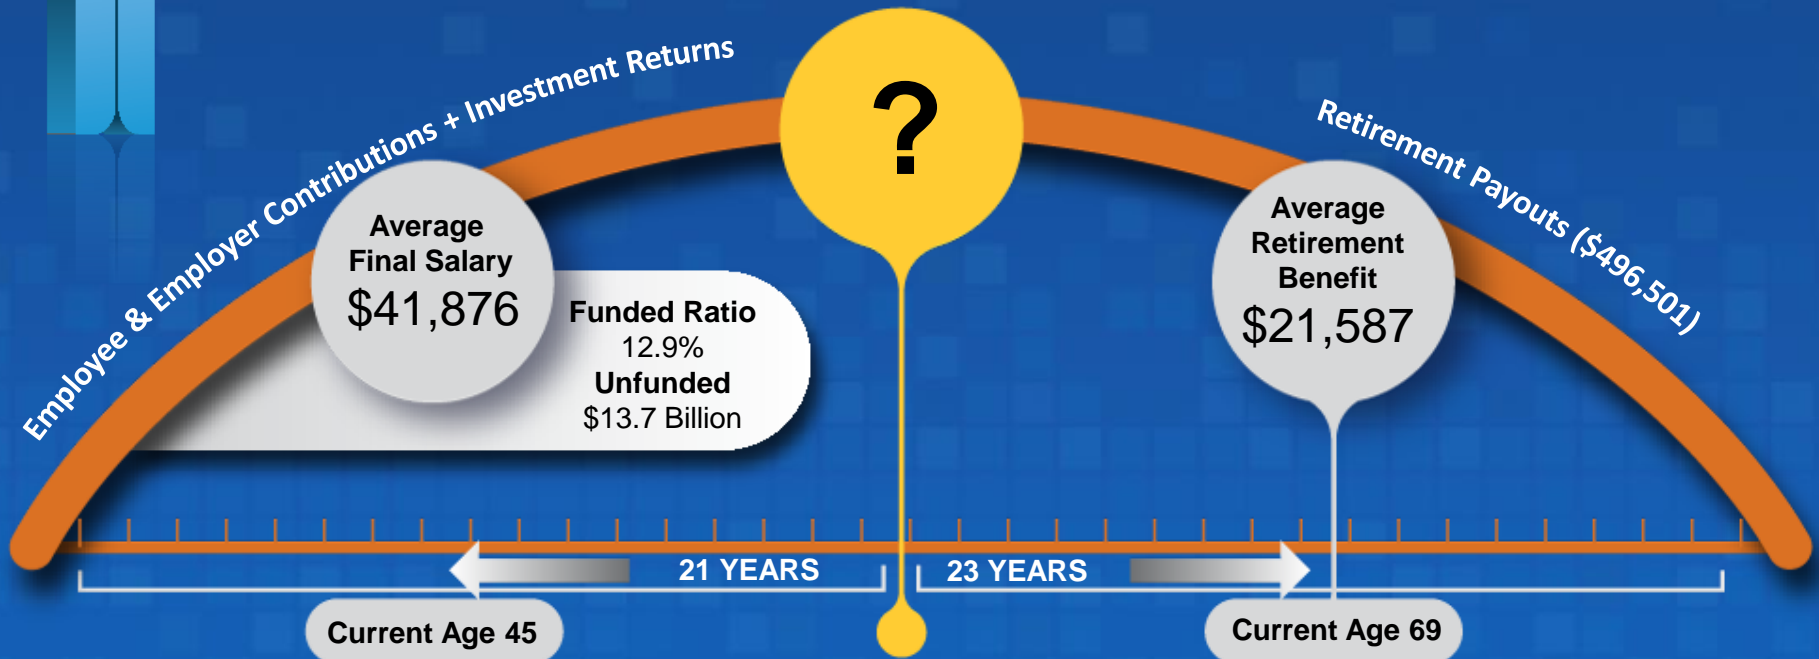 Employee & Employer Contributions + Investment Returns
?
Retirement Payouts ($496,501)
Average
Final Salary
$41,876
Funded Ratio
12.9%
Unfunded
$13.7 Billion
Average
Retirement
Benefit
$21,587
21 YEARS
23 YEARS
Current Age 45
Current Age 69